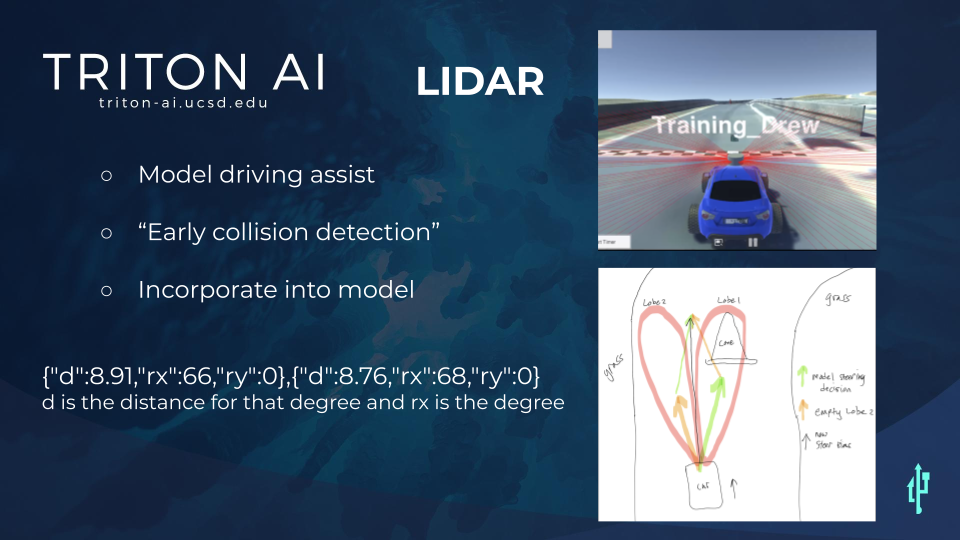 TRITON AI
triton-ai.ucsd.edu
LIDAR
○ Model driving assist
○ “Early collision detection”
○ Incorporate into model
{"d":8.91,"rx":66,"ry":0},{"d":8.76,"rx":68,"ry":0}
d is the distance for that degree and rx is the degree
Training_Drew
Timer
Lobe 2
Lobe 1
grass
grass
CONE
model steering
decision
empty Lobe 2
new
Car